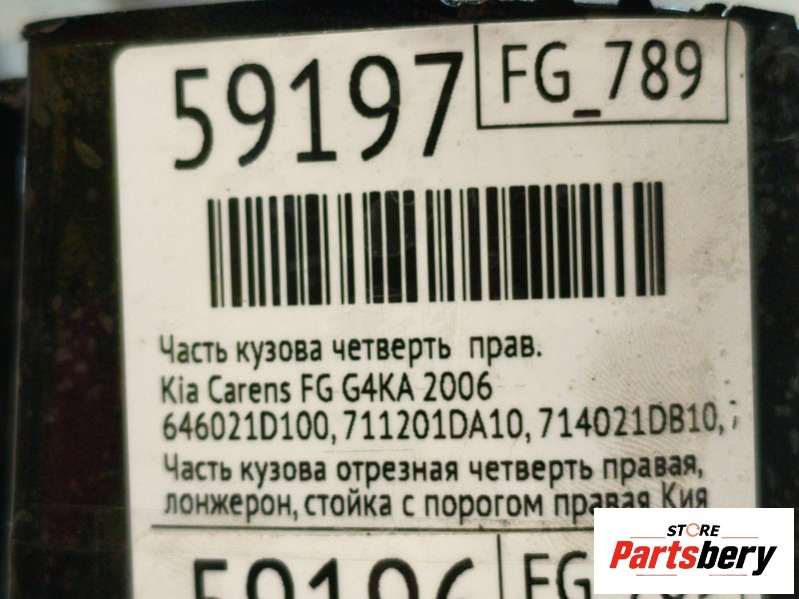 59197 FG_789
Часть кузова четверть прав.
Kia Carens FG G4KA 2006
646021D100, 711201DA10, 714021DB10,
Часть кузова отрезная четверть правая,
лонжерон, стойка с порогом правая Кия
STORE
Partsbery